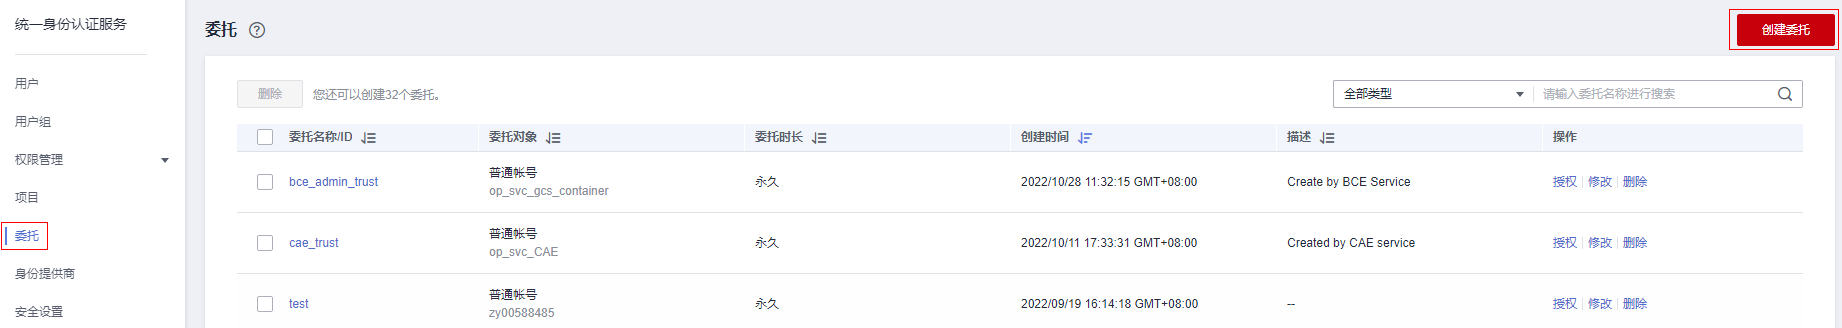 统一身份认证服务
用户
用户组
权限管理
项目
委托
身份提供商
安全设置
委托 ?
创建委托
删除 您还可以创建32个委托。
全部类型 请输入委托名称进行搜索
委托名称/ID 委托对象 委托时长 创建时间 描述 操作
bce_admin_trust 普通帐号 永久 2022/10/28 11:32:15 GMT+08:00 Create by BCE Service 授权 修改 删除
op_svc_gcs_container
cae_trust 普通帐号 永久 2022/10/11 17:33:31 GMT+08:00 Created by CAE service 授权 修改 删除
op_svc_CAE
test 普通帐号 永久 2022/09/19 16:14:18 GMT+08:00 -- 授权 修改 删除
zy00588485